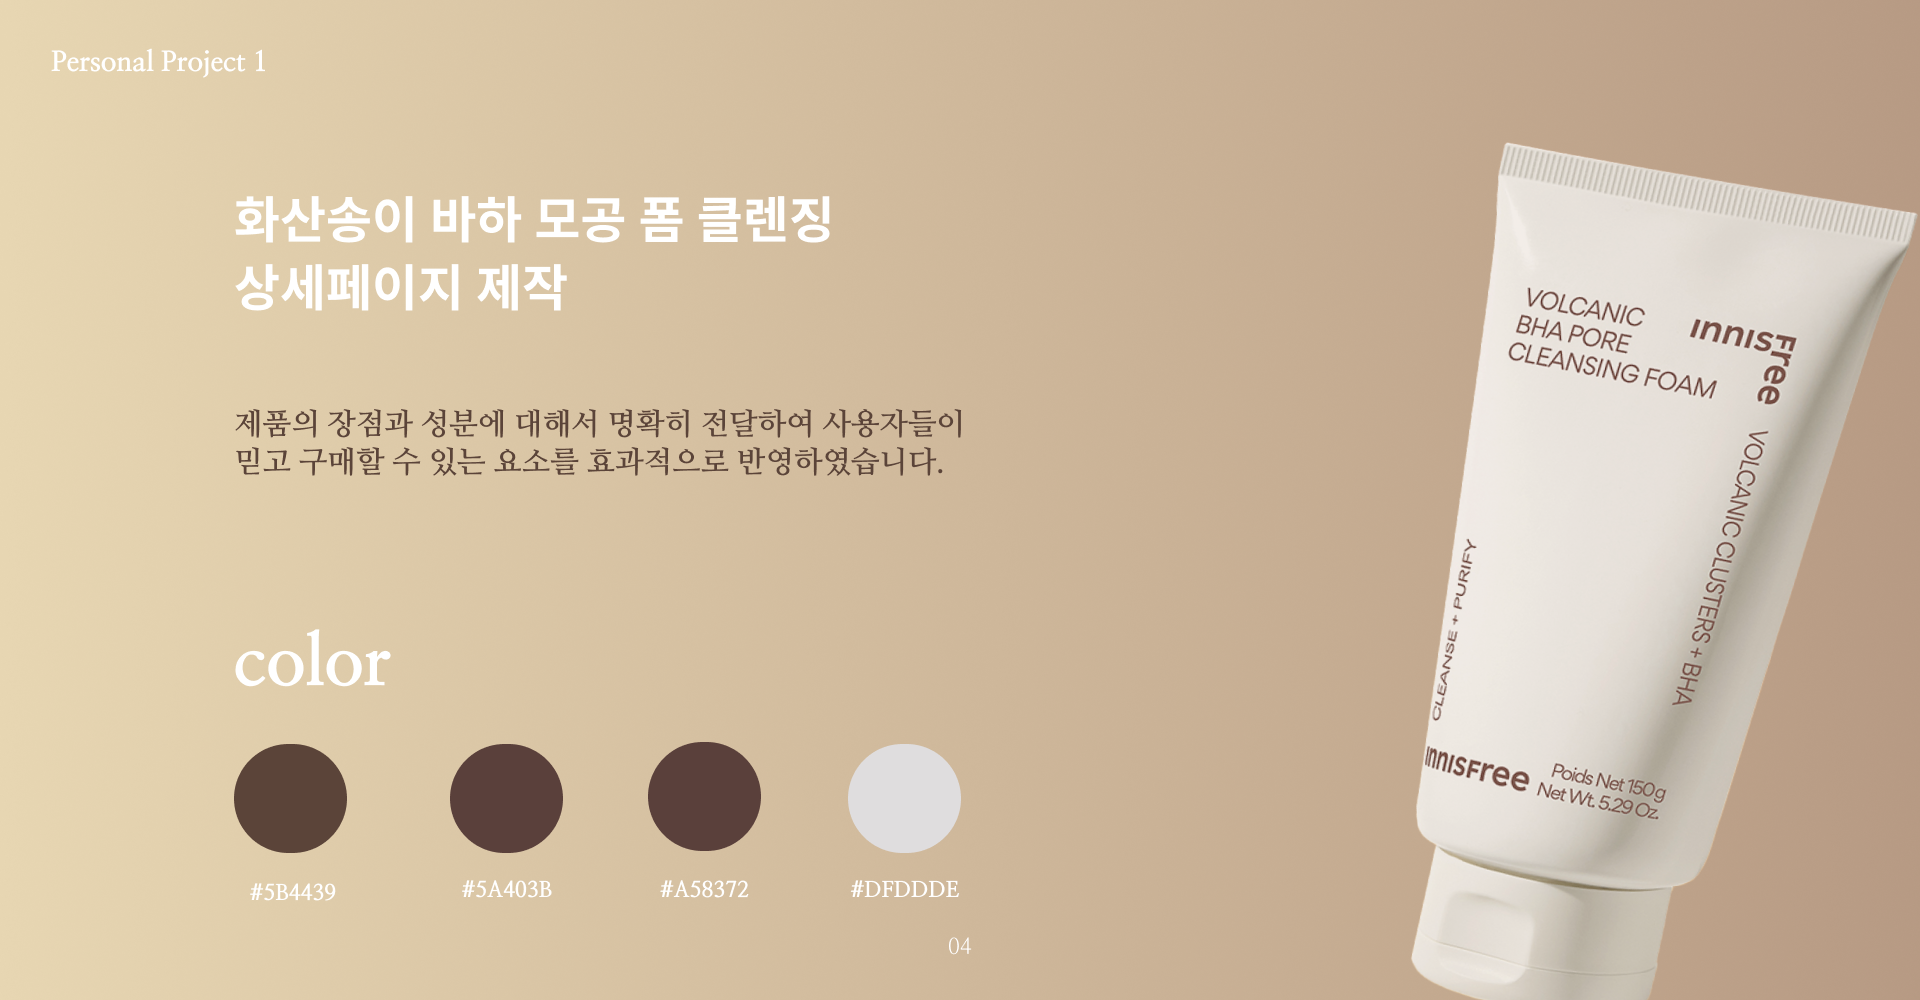 Personal Project 1
화산송이 바하 모공 폼 클렌징
상세페이지 제작
제품의 장점과 성분에 대해서 명확히 전달하여 사용자들이
믿고 구매할 수 있는 요소를 효과적으로 반영하였습니다.
color
#5B4439
#5A403B
#A58372
#DFDDDE
04
VOLCANIC
BHA PORE
CLEANSING FOAM
INNISFree
VOLCANIC CLUSTERS + BHA
CLEANSE + PURIFY
INNISFree
Poids Net 150g
Net Wt. 5.29 Oz.